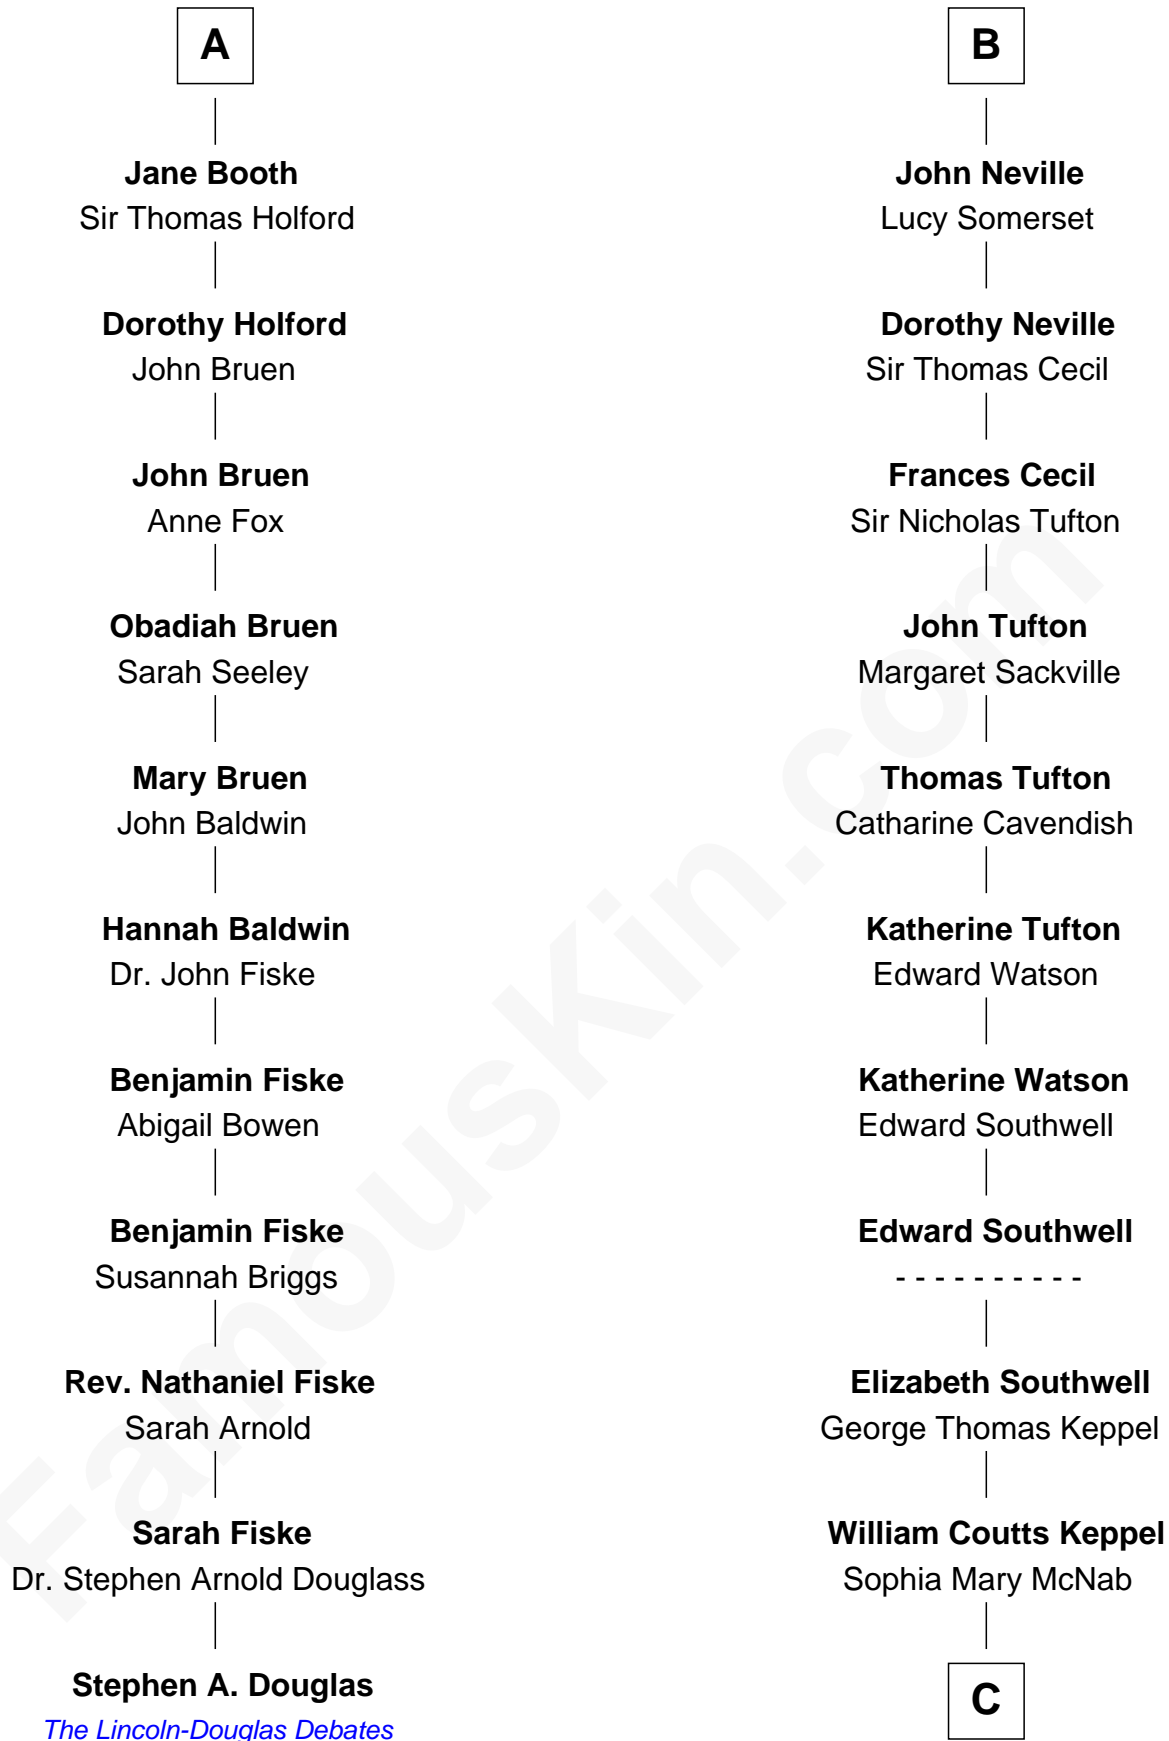 A
Jane Booth
Sir Thomas Holford
Dorothy Holford
John Bruen
John Bruen
Anne Fox
Obadiah Bruen
Sarah Seeley
Mary Bruen
John Baldwin
Hannah Baldwin
Dr. John Fiske
Benjamin Fiske
Abigail Bowen
Benjamin Fiske
Susannah Briggs
Rev. Nathaniel Fiske
Sarah Arnold
Sarah Fiske
Dr. Stephen Arnold Douglass
Stephen A. Douglas
The Lincoln-Douglas Debates
B
John Neville
Lucy Somerset
Dorothy Neville
Sir Thomas Cecil
Frances Cecil
Sir Nicholas Tufton
John Tufton
Margaret Sackville
Thomas Tufton
Catharine Cavendish
Katherine Tufton
Edward Watson
Katherine Watson
Edward Southwell
Edward Southwell
- - - - - - - - - -
Elizabeth Southwell
George Thomas Keppel
William Coutts Keppel
Sophia Mary McNab
C
FamousKin.com